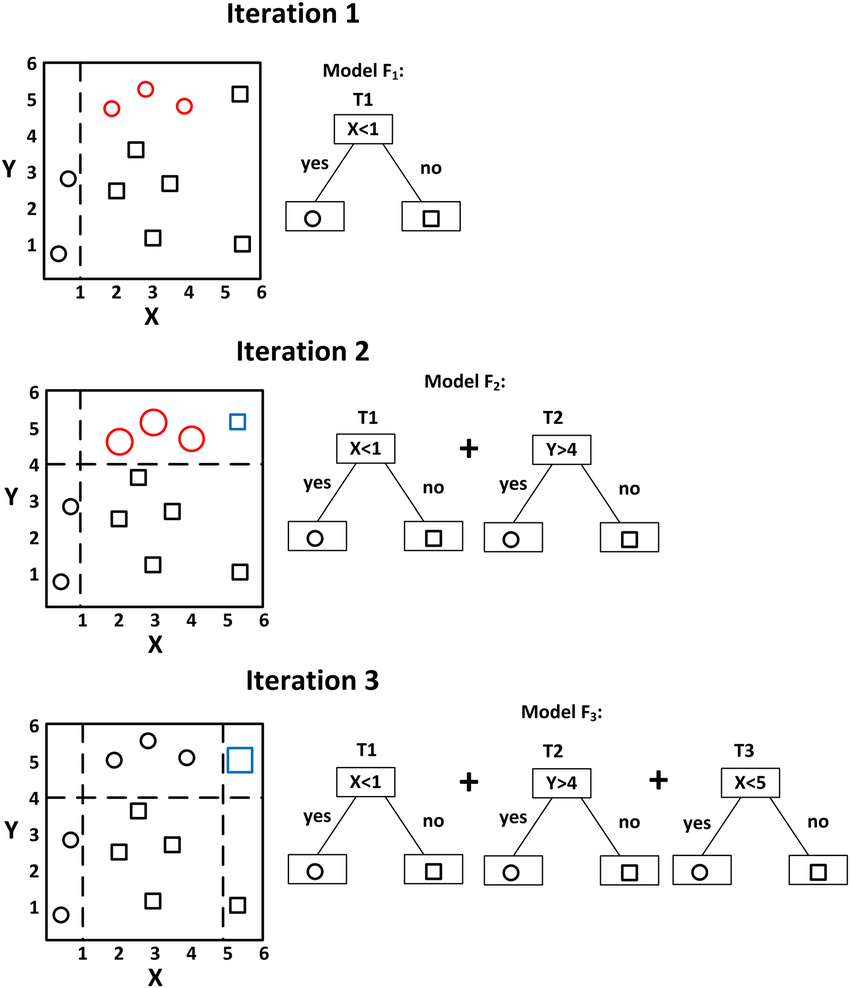 Iteration 1
Model F₁:
T1
X<1
yes
no
6
5
4
3
2
1
Y
1 2 3 4 5 6
X
Iteration 2
Model F₂:
T1
X<1
yes
no
+
T2
Y>4
yes
no
6
5
4
3
2
1
Y
1 2 3 4 5 6
X
Iteration 3
Model F₃:
T1
X<1
yes
no
+
T2
Y>4
yes
no
+
T3
X<5
yes
no
6
5
4
3
2
1
Y
1 2 3 4 5 6
X